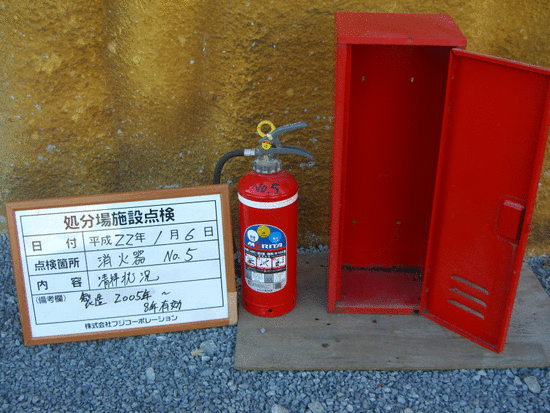 処分場施設点検
日 付 平成22年1月6日
点検箇所 消火器 No.5
内 容 清掃状況
(備考欄) 製造 2005年〜
8年有効
株式会社フジコーポレーション
No.5
MORITA